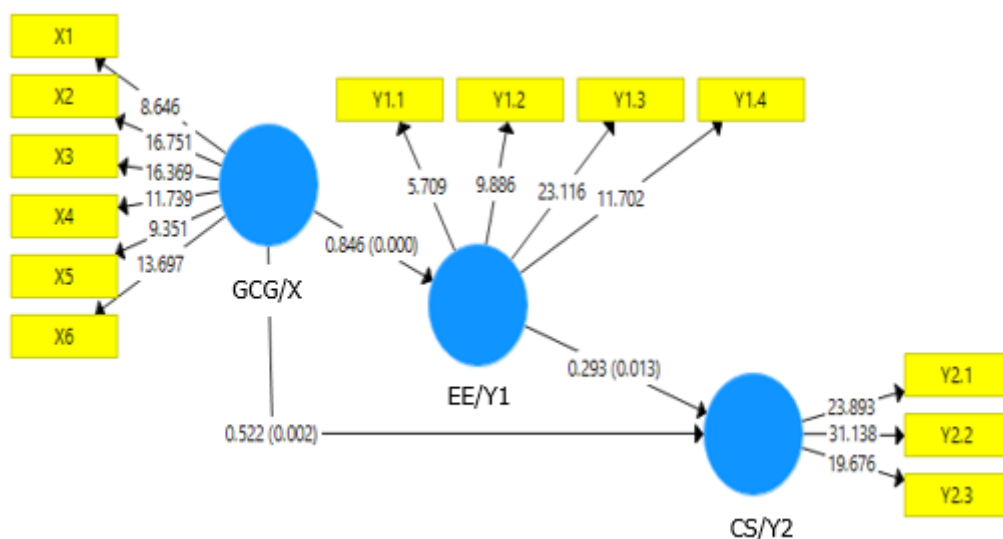 X1
X2
X3
X4
X5
X6
8.646
16.751
16.369
11.739
9.351
13.697
GCG/X
Y1.1
Y1.2
Y1.3
Y1.4
5.709
9.886
23.116
11.702
0.846 (0.000)
EE/Y1
0.293 (0.013)
0.522 (0.002)
CS/Y2
23.893
31.138
19.676
Y2.1
Y2.2
Y2.3